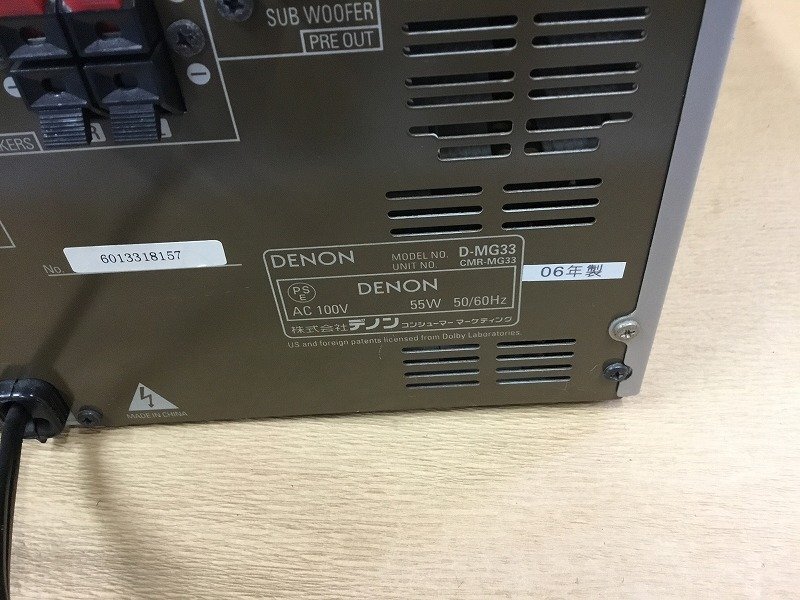 SUB WOOFER
PRE OUT
KERS
R
L
No.
6013318157
DENON
MODEL NO. D-MG33
UNIT NO. CMR-MG33
06年製
PS
E
DENON
AC 100V 55W 50/60Hz
株式会社デノン コンシューマー マーケティング
US and foreign patents licensed from Dolby Laboratories.
MADE IN CHINA